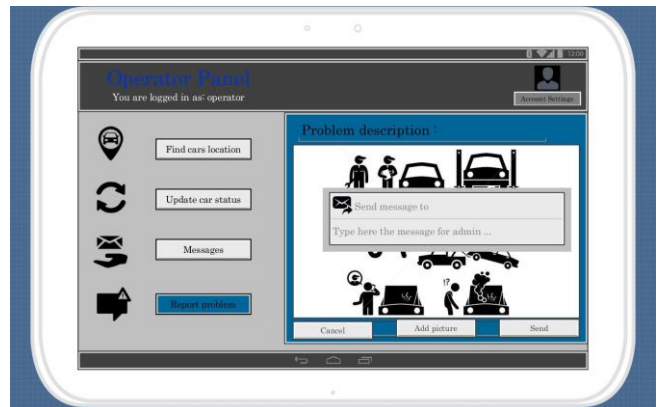 12:00
Operator Panel
You are logged in as: operator
Account Settings
Find cars location
Update car status
Messages
Report problem
Problem description :
!?
Send message to
Type here the message for admin ...
Cancel
Add picture
Send